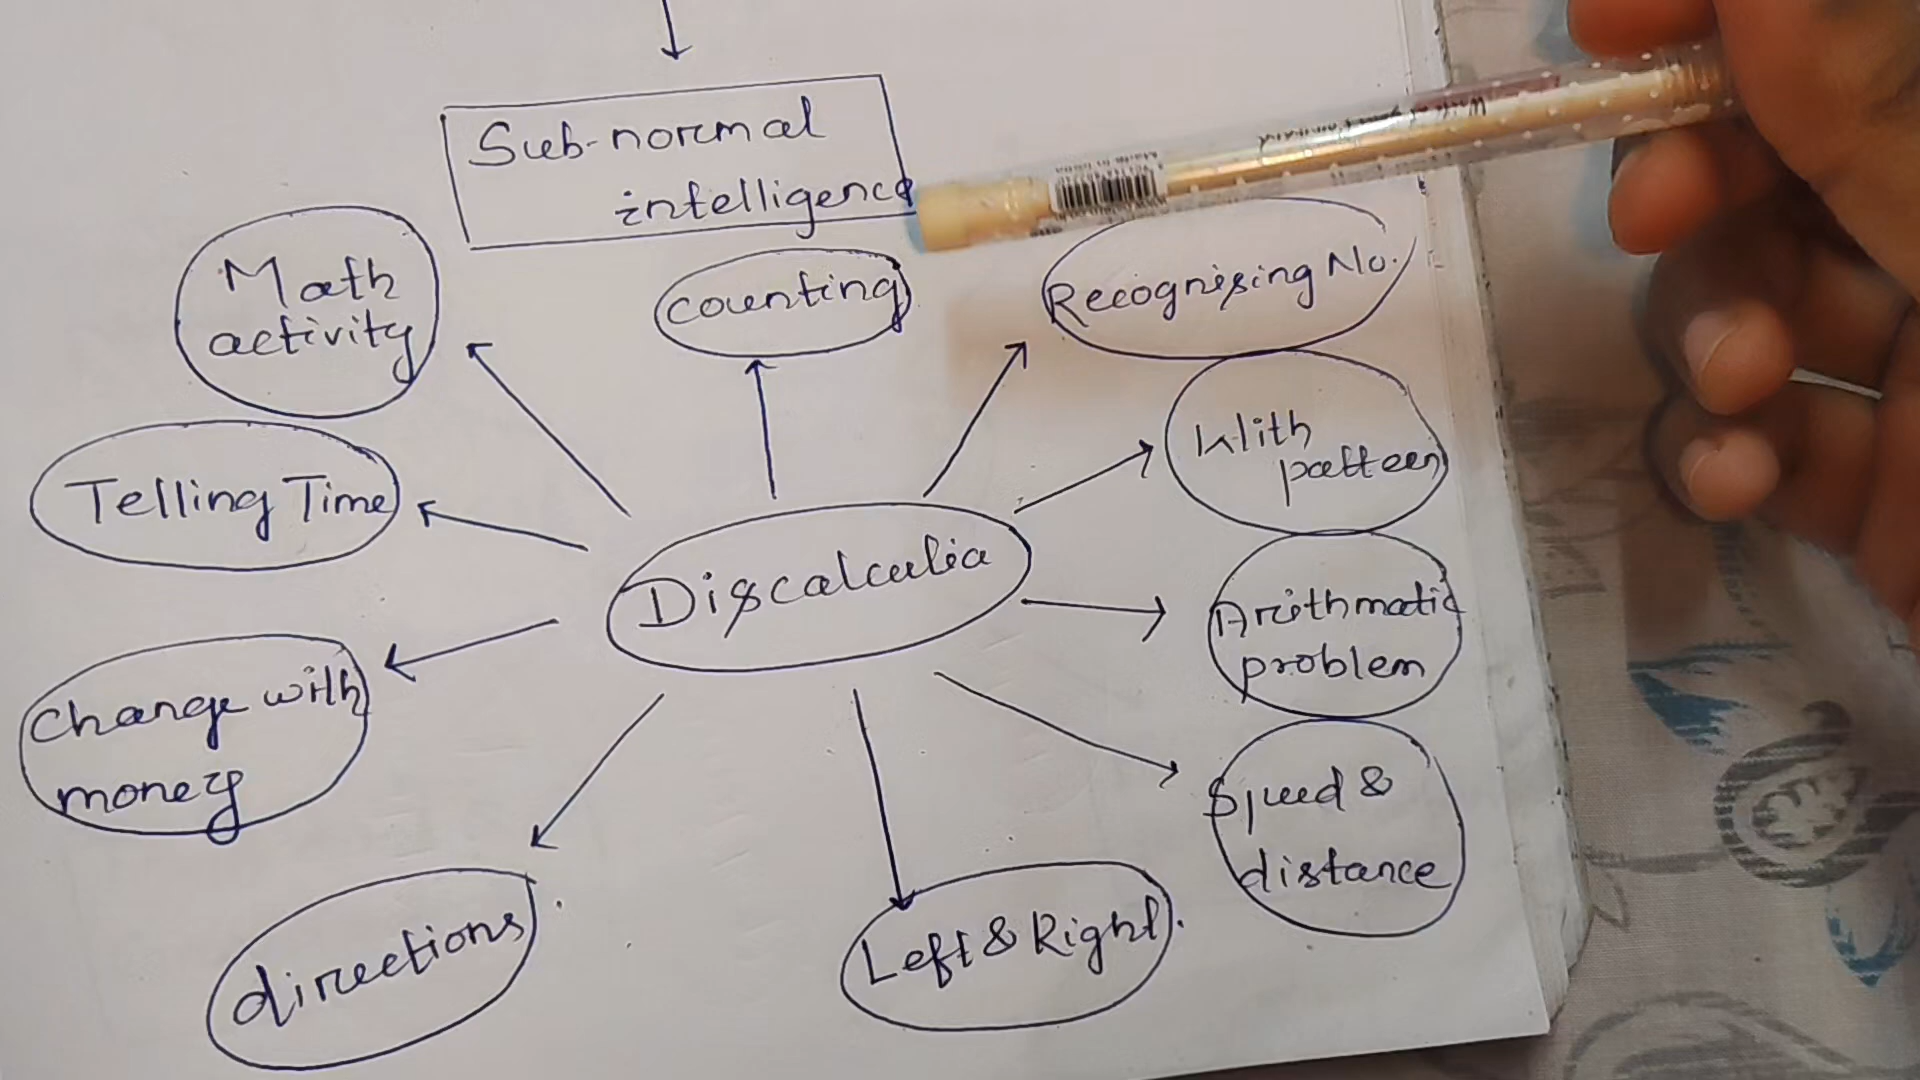 Sub-normal
intelligence
Math
activity
counting
Recognising No.
Telling Time
With
patteen
Discalculia
Arithmatic
problem
Change with
money
Speed &
distance
directions
Left & Right.